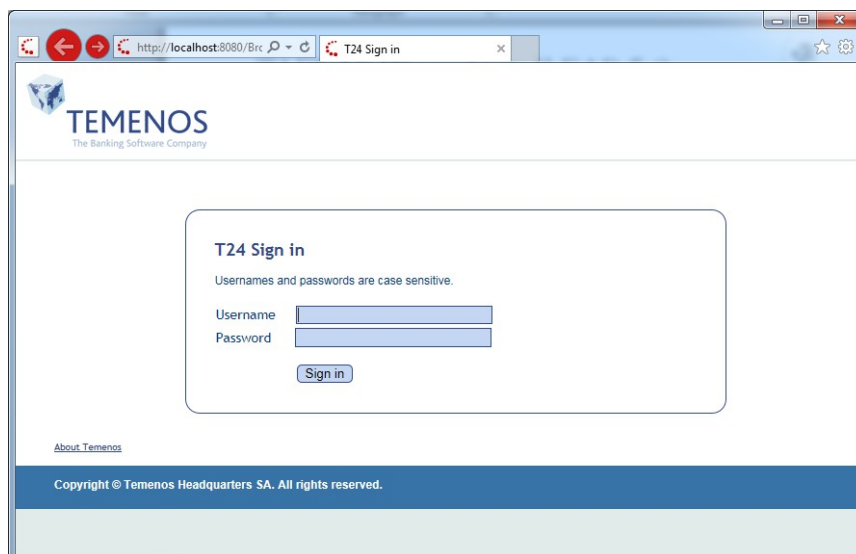 http://localhost:8080/Brc
T24 Sign in
TEMENOS
The Banking Software Company
T24 Sign in
Usernames and passwords are case sensitive.
Username
Password
Sign in
About Temenos
Copyright © Temenos Headquarters SA. All rights reserved.